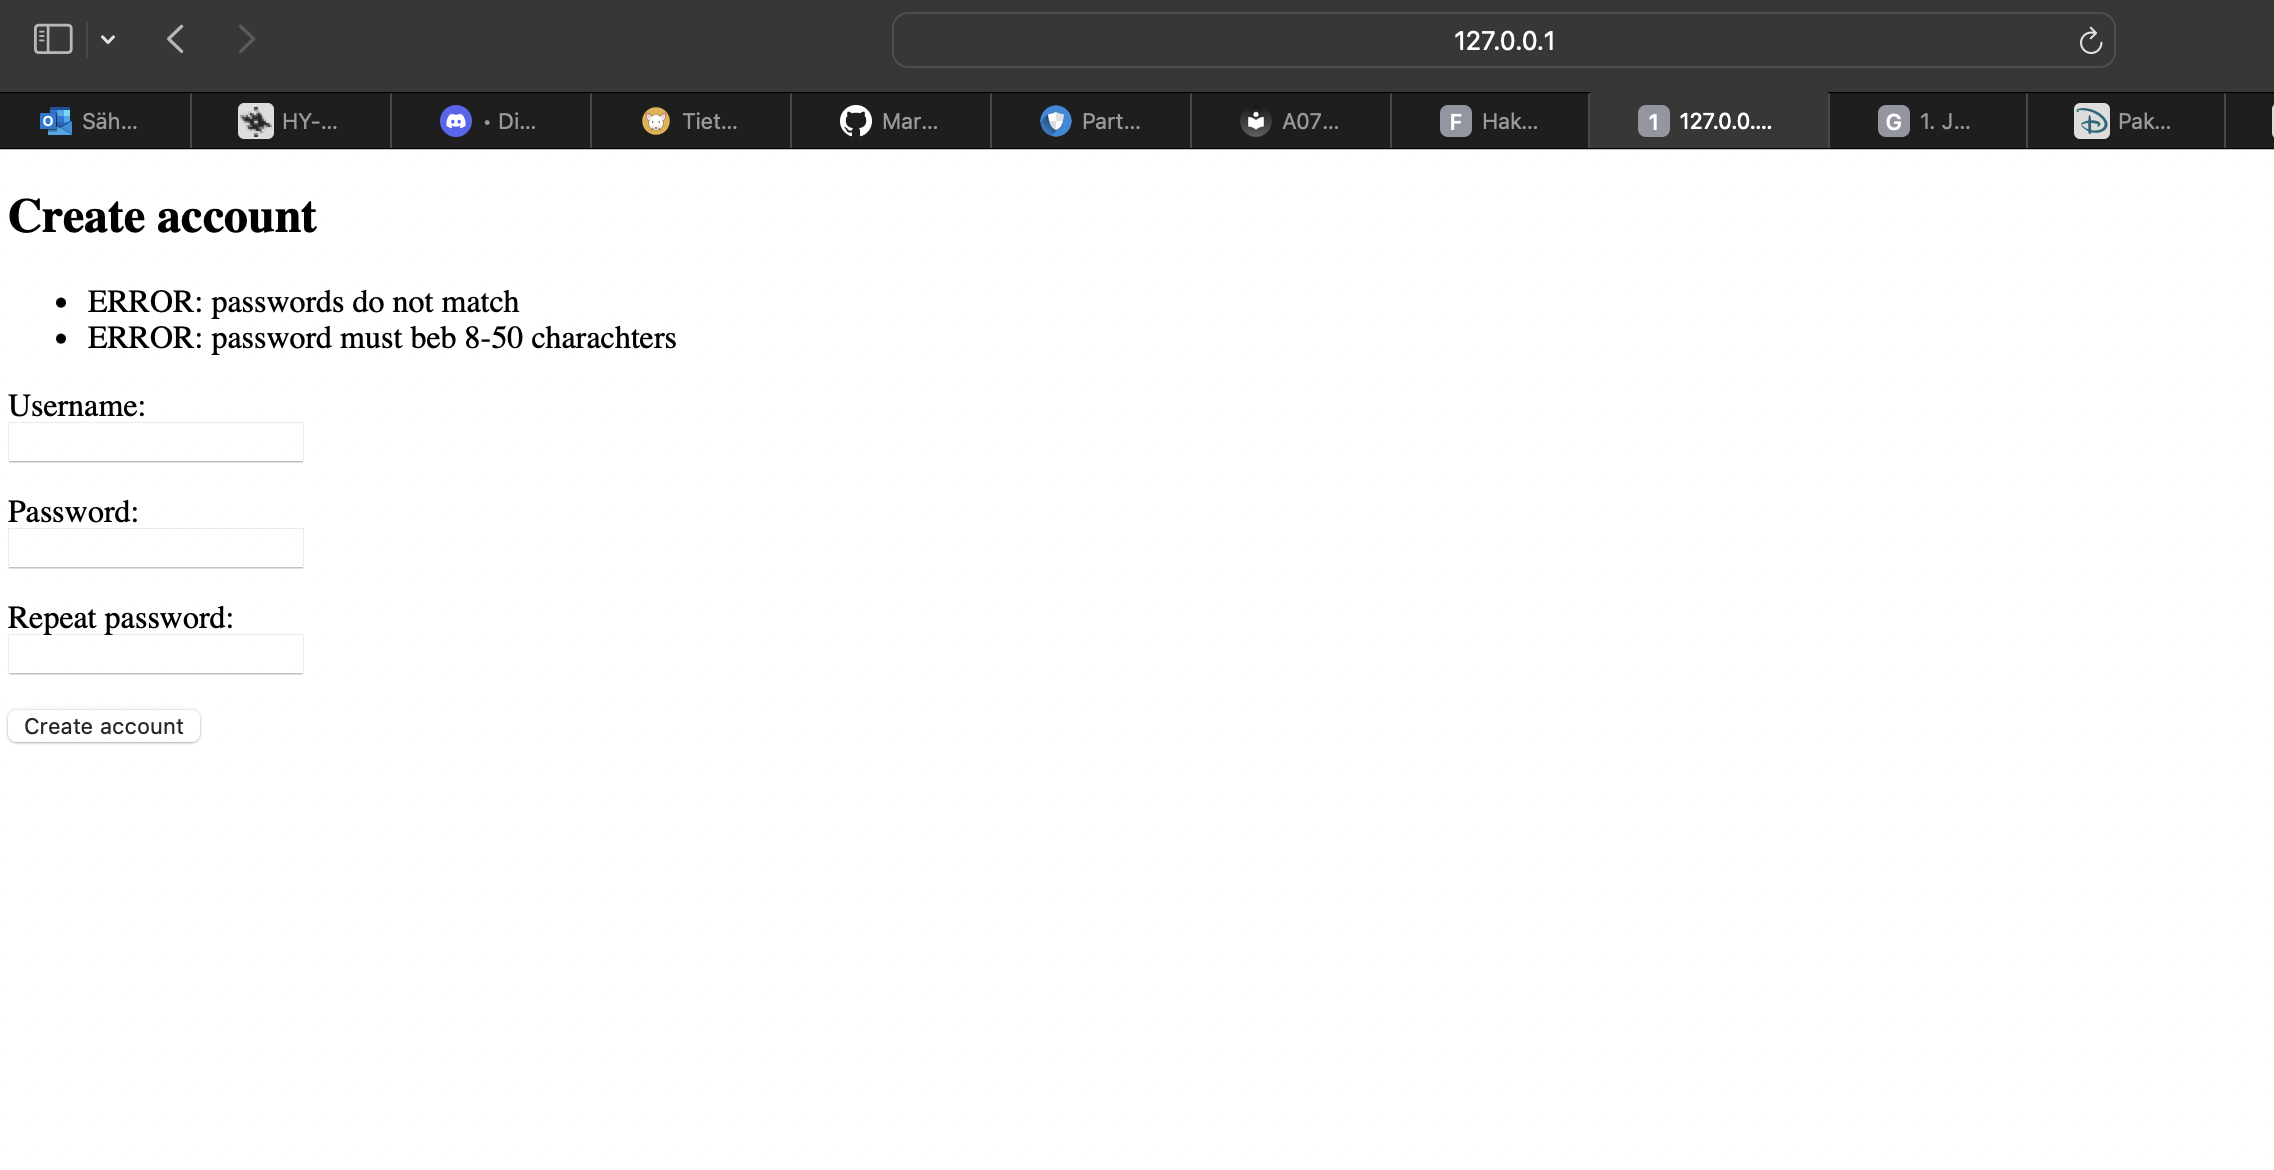 127.0.0.1
Säh...
HY-...
• Di...
Tiet...
Mar...
Part...
A07...
F Hak...
1 127.0.0....
G 1. J...
Pak...
Create account
• ERROR: passwords do not match
• ERROR: password must beb 8-50 charachters
Username:
Password:
Repeat password:
Create account